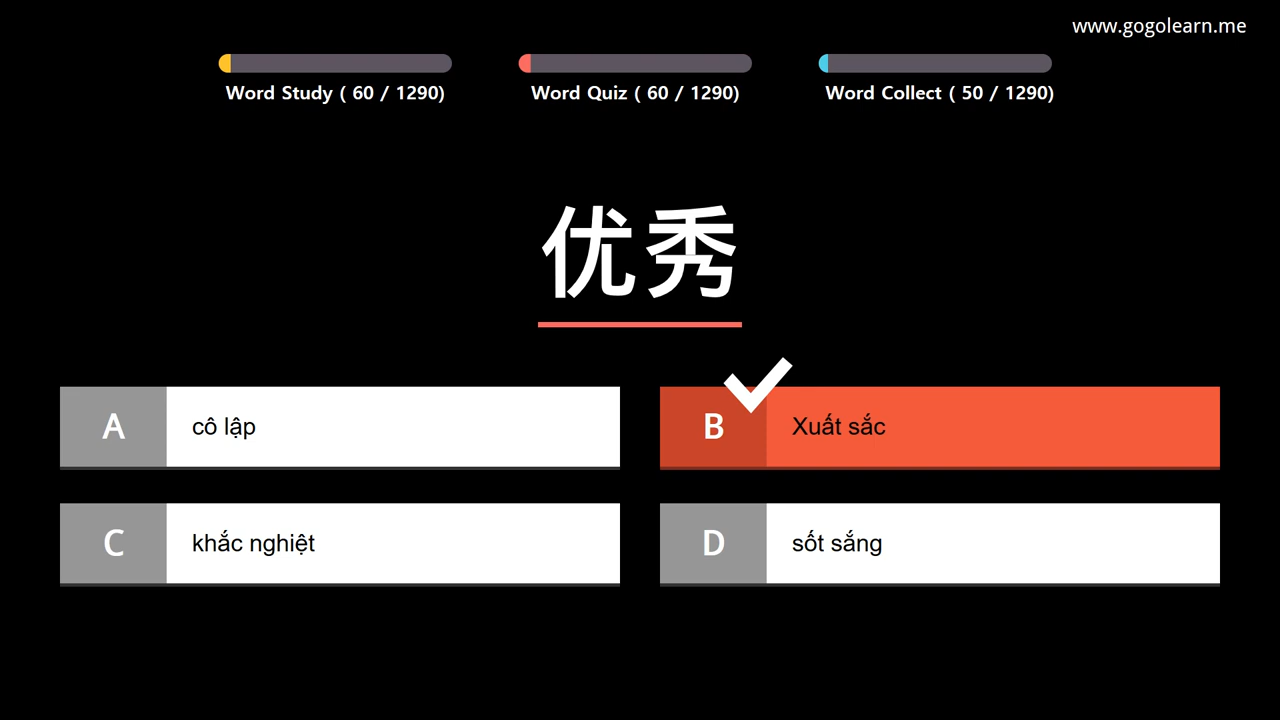 www.gogolearn.me
Word Study ( 60 / 1290)
Word Quiz ( 60 / 1290)
Word Collect ( 50 / 1290)
优秀
A cô lập
B Xuất sắc
C khắc nghiệt
D sốt sắng